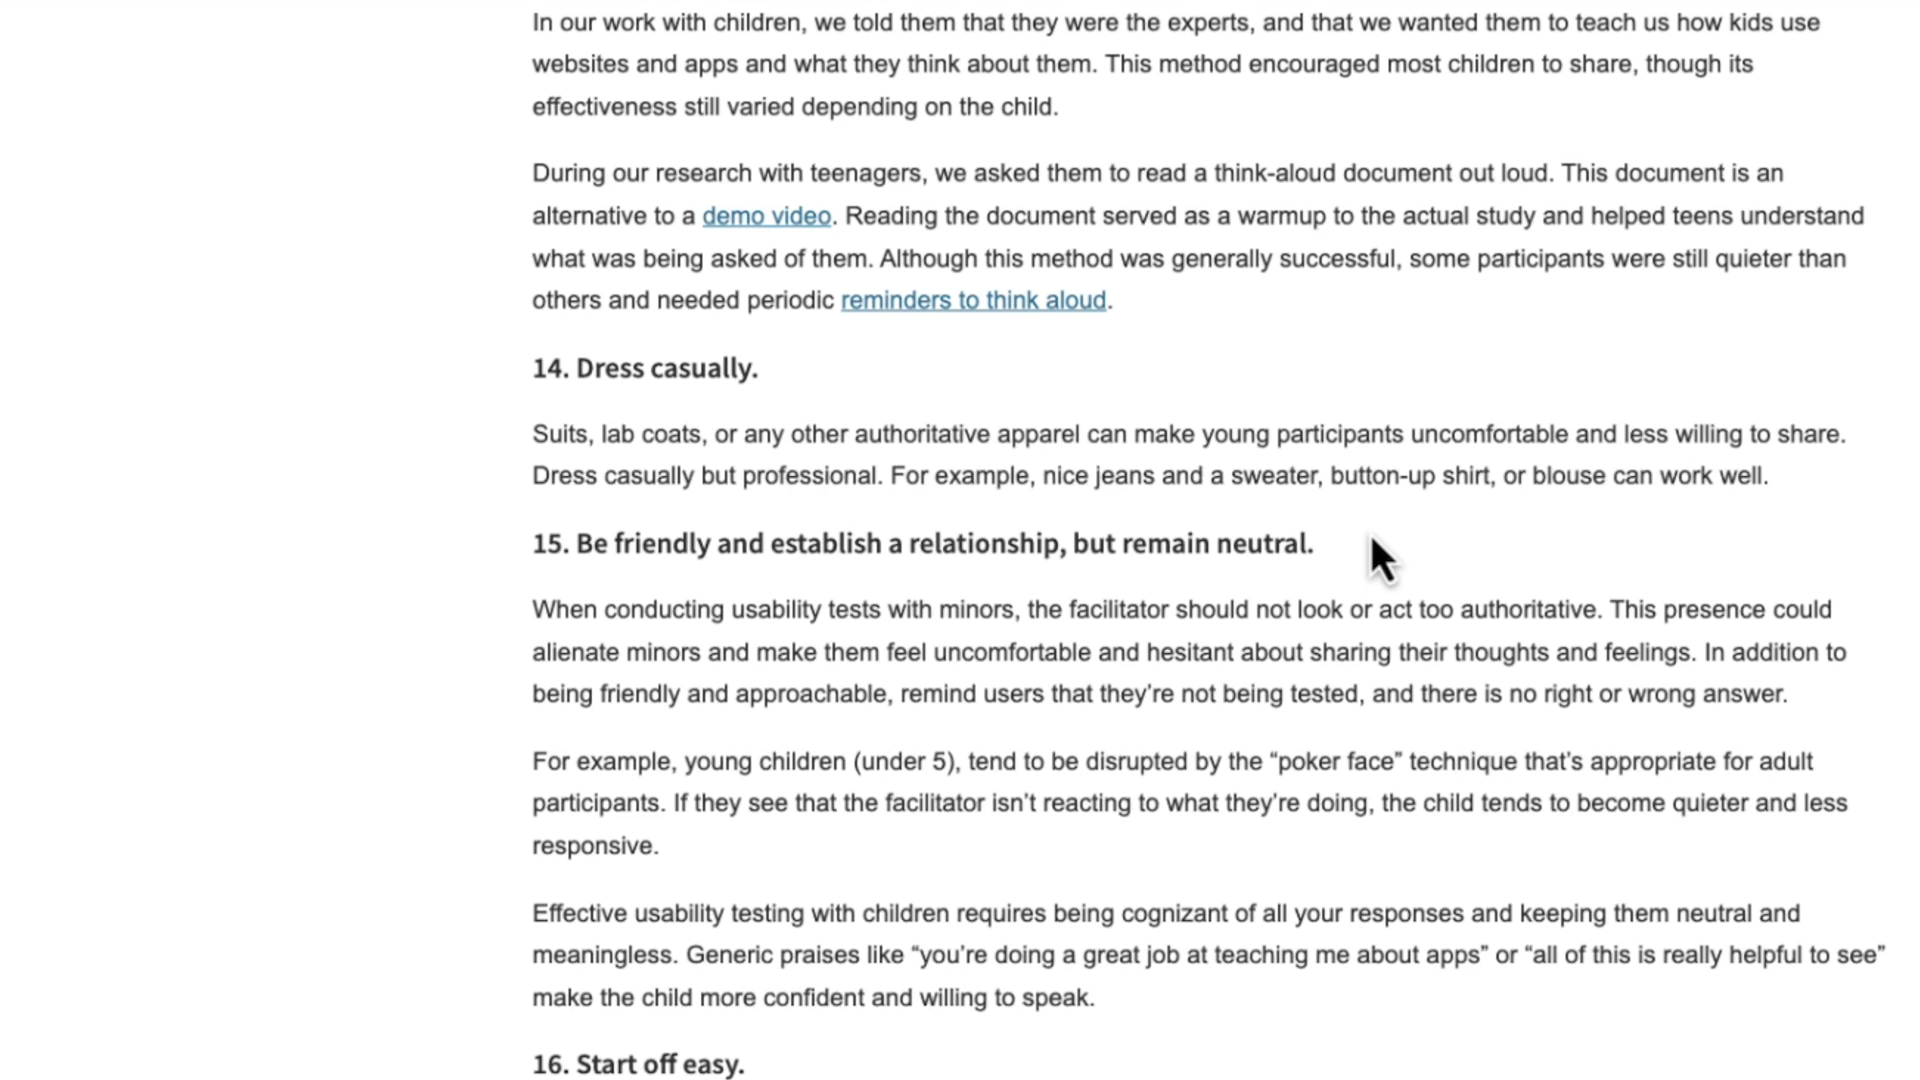 In our work with children, we told them that they were the experts, and that we wanted them to teach us how kids use
websites and apps and what they think about them. This method encouraged most children to share, though its
effectiveness still varied depending on the child.
During our research with teenagers, we asked them to read a think-aloud document out loud. This document is an
alternative to a demo video. Reading the document served as a warmup to the actual study and helped teens understand
what was being asked of them. Although this method was generally successful, some participants were still quieter than
others and needed periodic reminders to think aloud.
14. Dress casually.
Suits, lab coats, or any other authoritative apparel can make young participants uncomfortable and less willing to share.
Dress casually but professional. For example, nice jeans and a sweater, button-up shirt, or blouse can work well.
15. Be friendly and establish a relationship, but remain neutral.
When conducting usability tests with minors, the facilitator should not look or act too authoritative. This presence could
alienate minors and make them feel uncomfortable and hesitant about sharing their thoughts and feelings. In addition to
being friendly and approachable, remind users that they’re not being tested, and there is no right or wrong answer.
For example, young children (under 5), tend to be disrupted by the “poker face” technique that’s appropriate for adult
participants. If they see that the facilitator isn’t reacting to what they’re doing, the child tends to become quieter and less
responsive.
Effective usability testing with children requires being cognizant of all your responses and keeping them neutral and
meaningless. Generic praises like “you’re doing a great job at teaching me about apps” or “all of this is really helpful to see”
make the child more confident and willing to speak.
16. Start off easy.